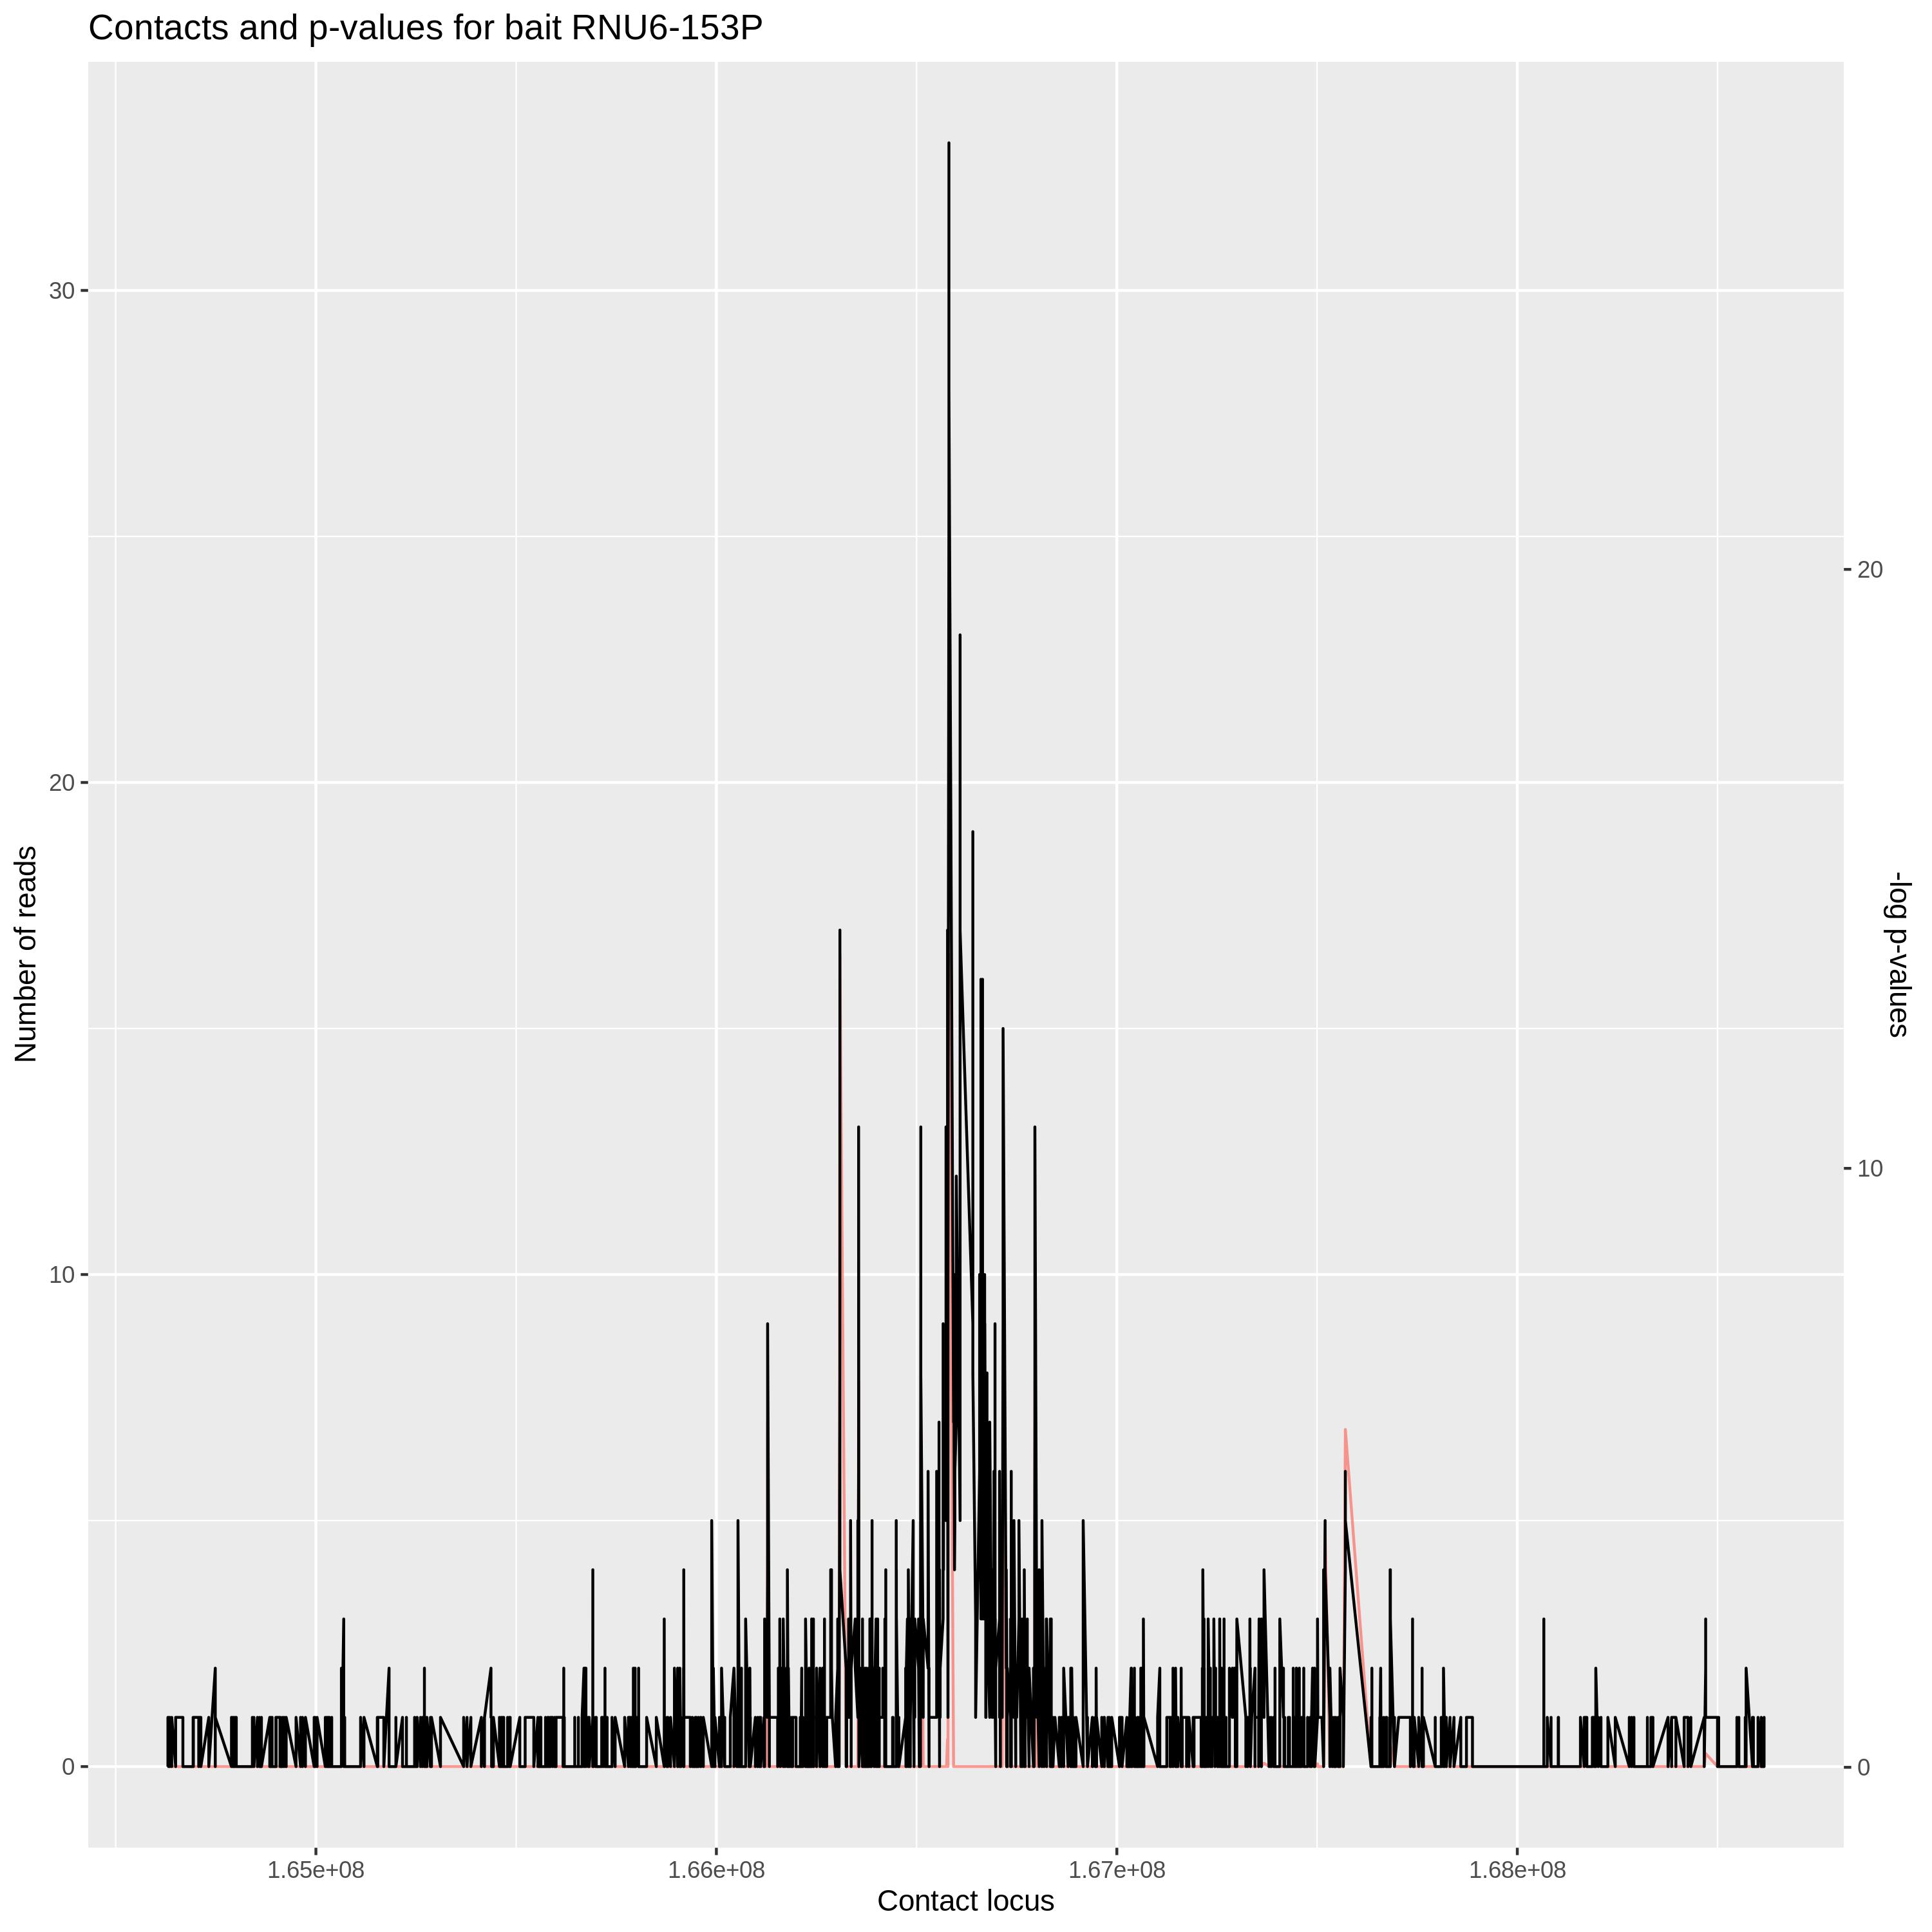 Contacts and p-values for bait RNU6-153P
30
20
10
0
Number of reads
20
10
0
-log p-values
1.65e+08
1.66e+08
1.67e+08
1.68e+08
Contact locus